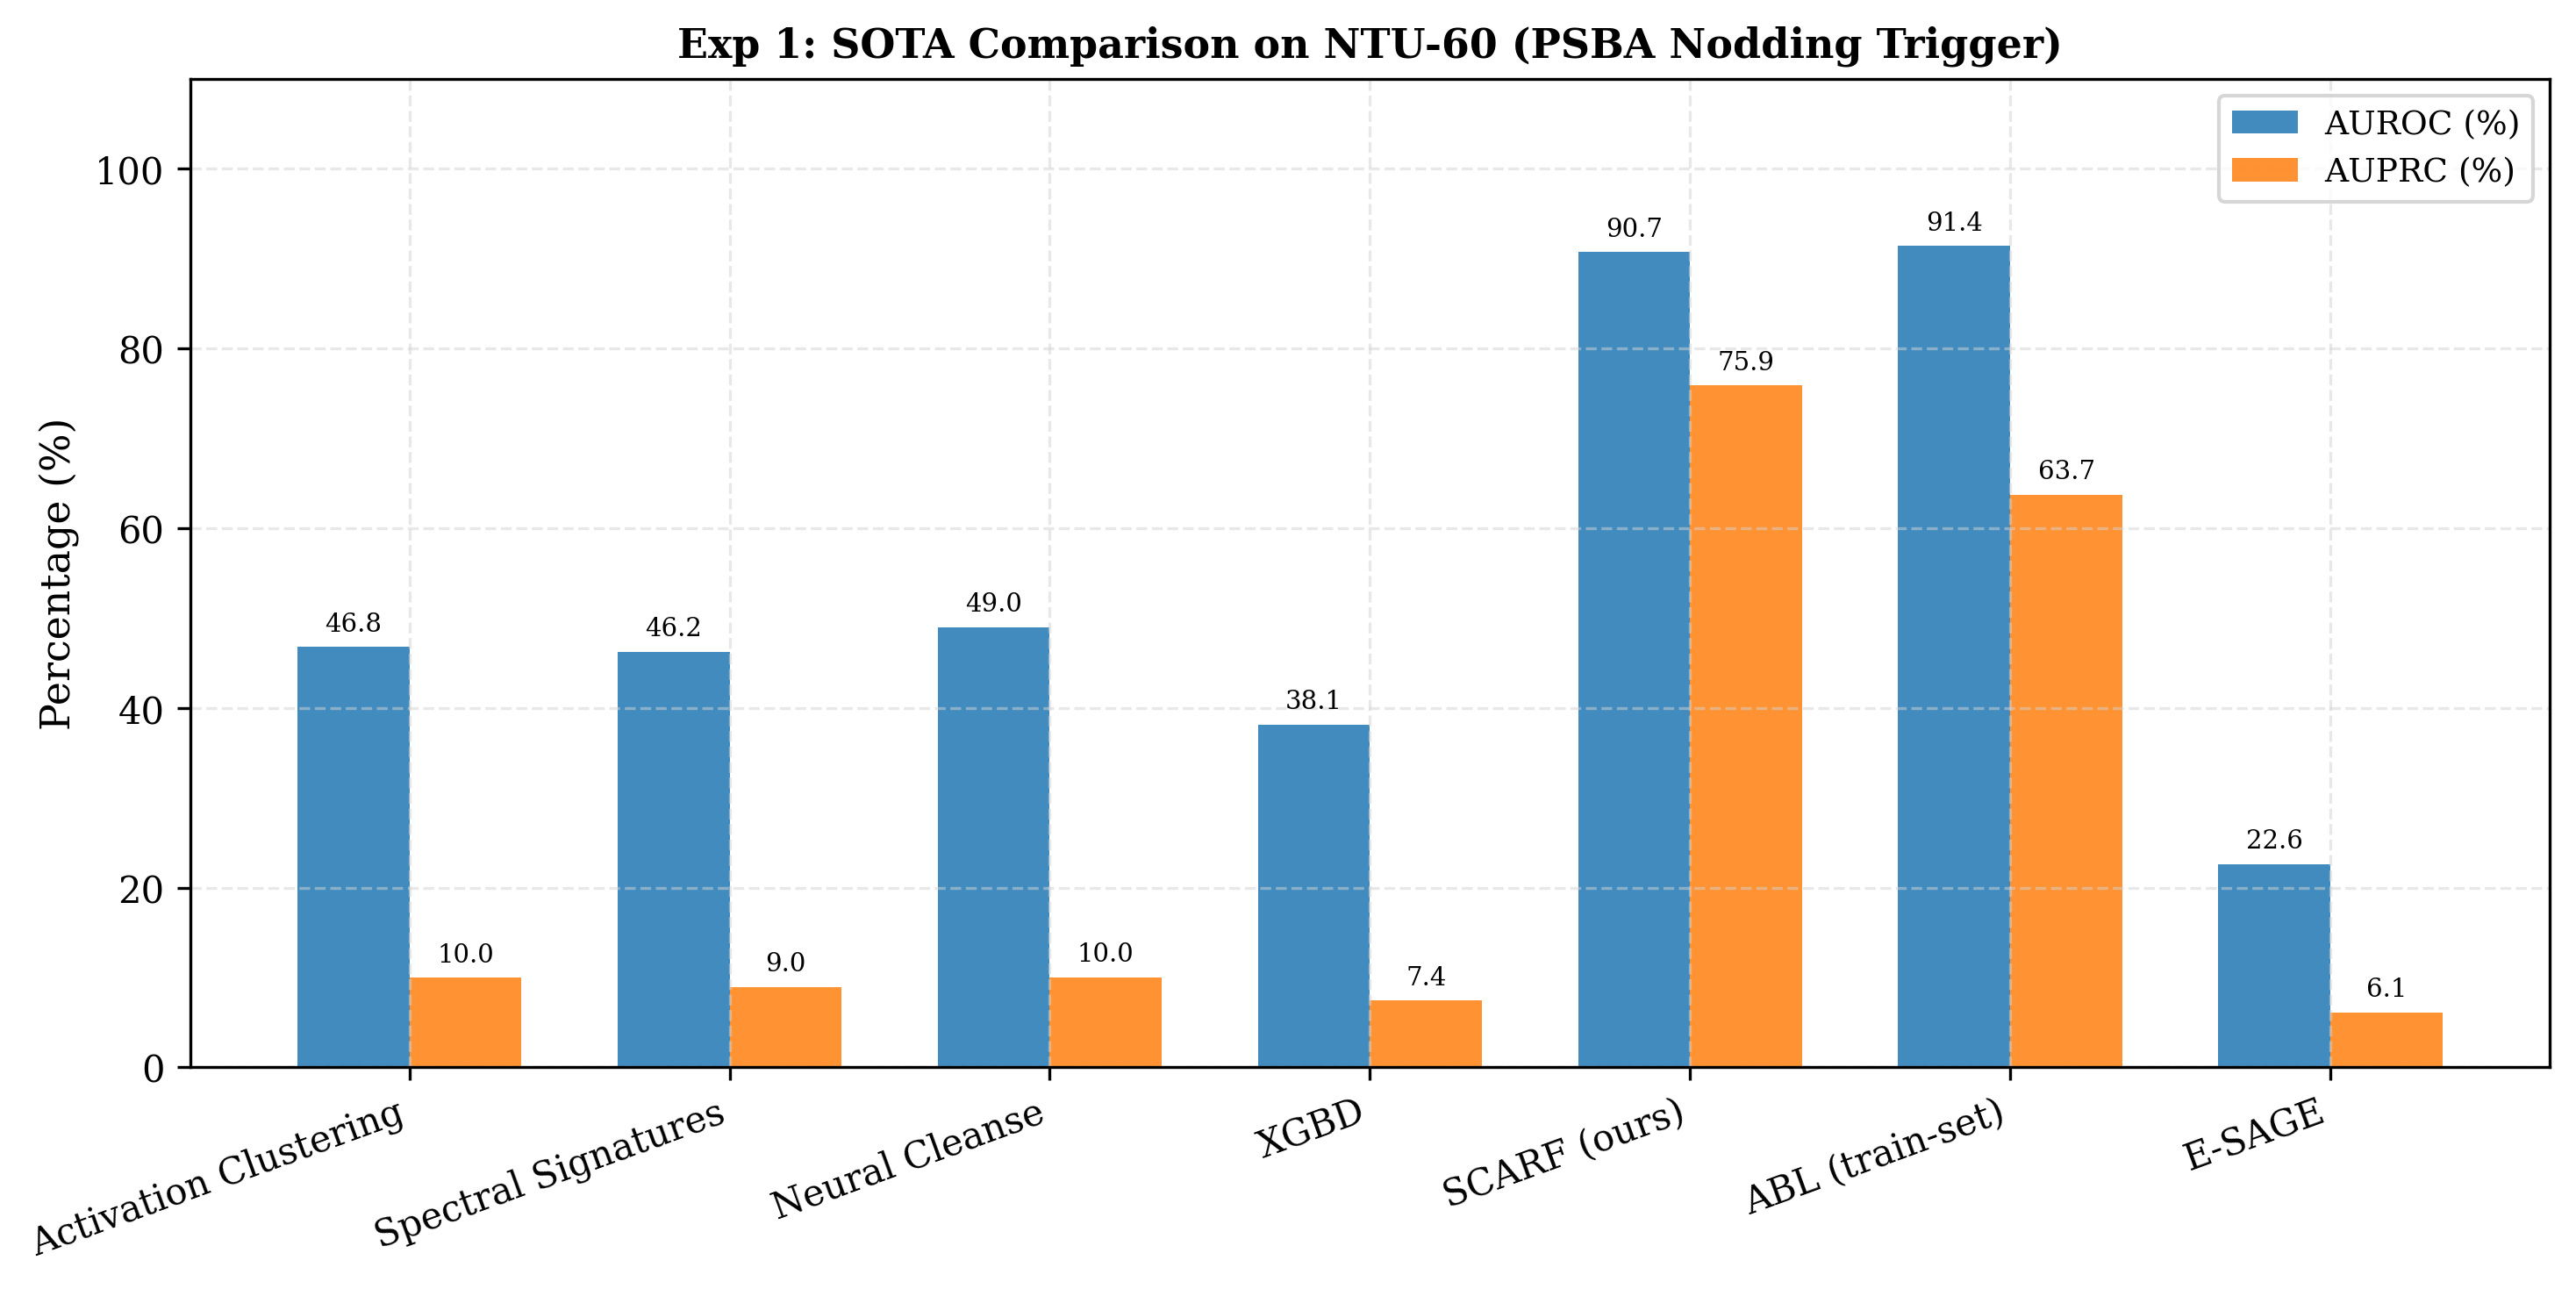 Exp 1: SOTA Comparison on NTU-60 (PSBA Nodding Trigger)
AUROC (%)
AUPRC (%)
Percentage (%)
100
80
60
40
20
0
46.8
10.0
46.2
9.0
49.0
10.0
38.1
7.4
90.7
75.9
91.4
63.7
22.6
6.1
Activation Clustering
Spectral Signatures
Neural Cleanse
XGBD
SCARF (ours)
ABL (train-set)
E-SAGE